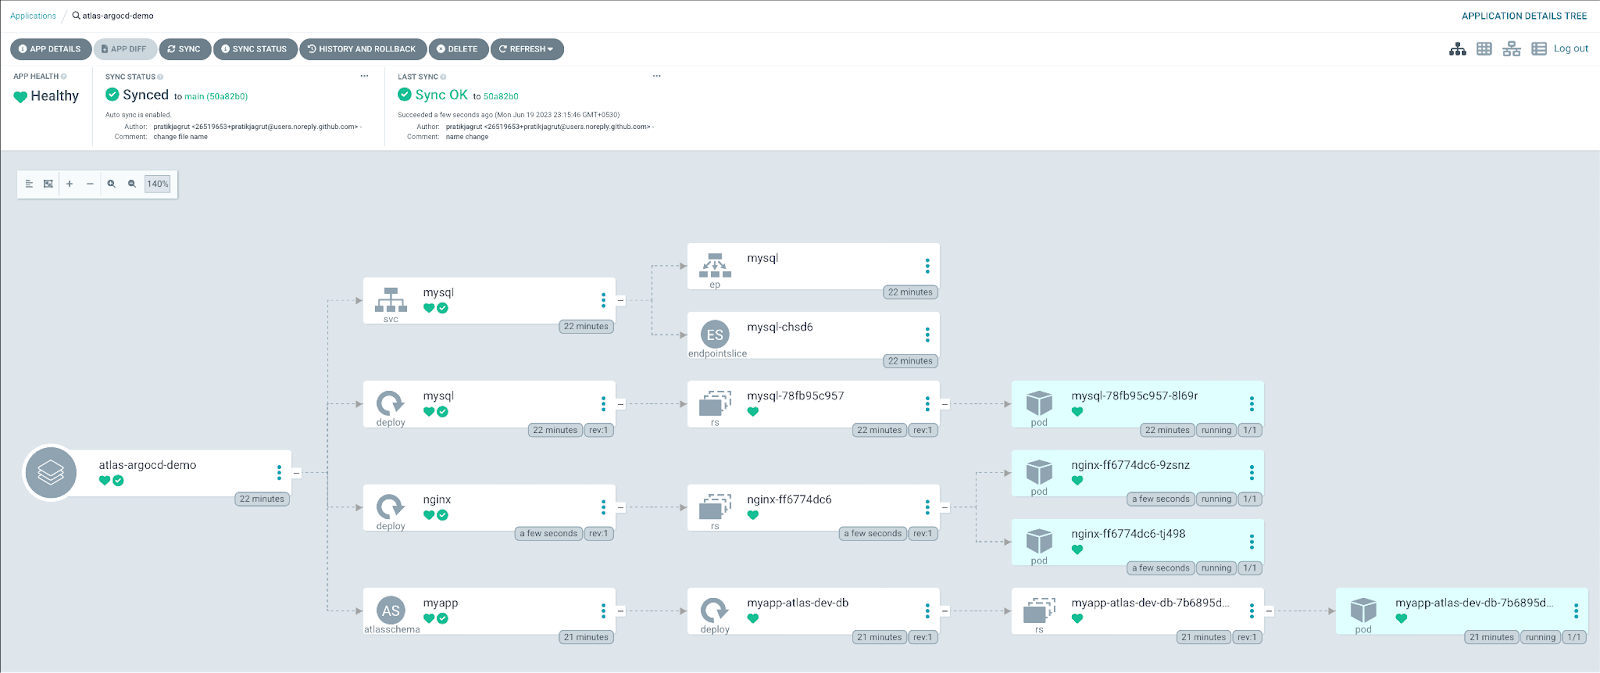 Applications / atlas-argocd-demo
APPLICATION DETAILS TREE
APP DETAILS APP DIFF SYNC SYNC STATUS HISTORY AND ROLLBACK DELETE REFRESH
Log out
APP HEALTH
Healthy
SYNC STATUS
Synced to main (50a82b0)
Auto sync is enabled.
Author: pratikjagrut <26519653+pratikjagrut@users.noreply.github.com> -
Comment: change file name
LAST SYNC
Sync OK to 50a82b0
Succeeded a few seconds ago (Mon Jun 19 2023 23:15:46 GMT+0530)
Author: pratikjagrut <26519653+pratikjagrut@users.noreply.github.com> -
Comment: name change
140%
atlas-argocd-demo
22 minutes
mysql
svc
22 minutes
mysql
ep
22 minutes
ES
mysql-chsd6
endpointslice
22 minutes
mysql
deploy
22 minutes rev:1
mysql-78fb95c957
rs
22 minutes rev:1
mysql-78fb95c957-8l69r
pod
22 minutes running 1/1
nginx
deploy
a few seconds rev:1
nginx-ff6774dc6
rs
a few seconds rev:1
nginx-ff6774dc6-9zsnz
pod
a few seconds running 1/1
nginx-ff6774dc6-tj498
pod
a few seconds running 1/1
AS
myapp
atlasschema
21 minutes
myapp-atlas-dev-db
deploy
21 minutes rev:1
myapp-atlas-dev-db-7b6895d...
rs
21 minutes rev:1
myapp-atlas-dev-db-7b6895d...
pod
21 minutes running 1/1